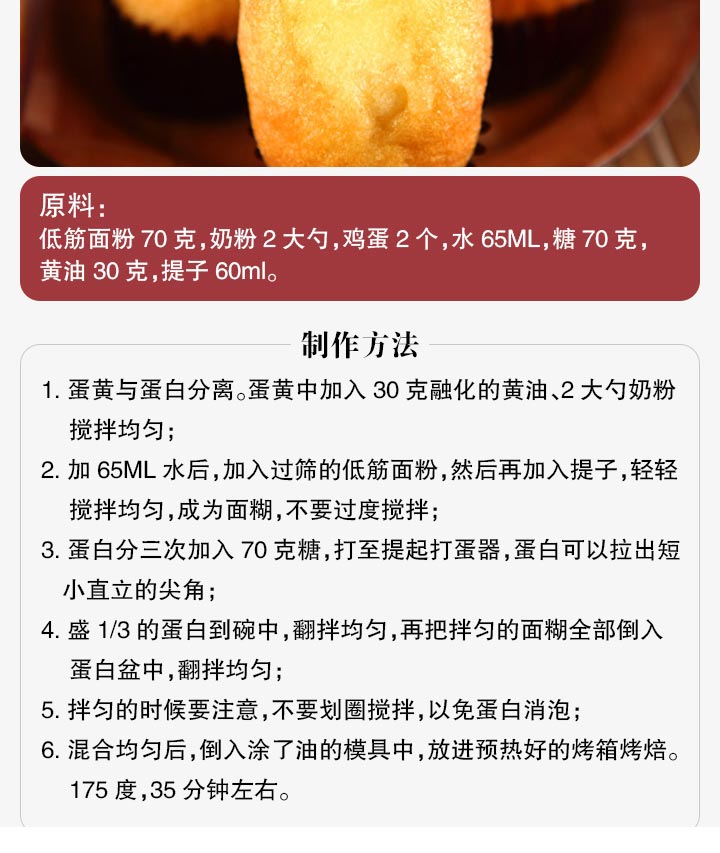 原料：
低筋面粉 70 克，奶粉 2 大勺，鸡蛋 2 个，水 65ML，糖 70 克，
黄油 30 克，提子 60ml。
制作方法
1. 蛋黄与蛋白分离。蛋黄中加入 30 克融化的黄油、2 大勺奶粉
搅拌均匀；
2. 加 65ML 水后，加入过筛的低筋面粉，然后再加入提子，轻轻
搅拌均匀，成为面糊，不要过度搅拌；
3. 蛋白分三次加入 70 克糖，打至提起打蛋器，蛋白可以拉出短
小直立的尖角；
4. 盛 1/3 的蛋白到碗中，翻拌均匀，再把拌匀的面糊全部倒入
蛋白盆中，翻拌均匀；
5. 拌匀的时候要注意，不要划圈搅拌，以免蛋白消泡；
6. 混合均匀后，倒入涂了油的模具中，放进预热好的烤箱烤焙。
175 度，35 分钟左右。